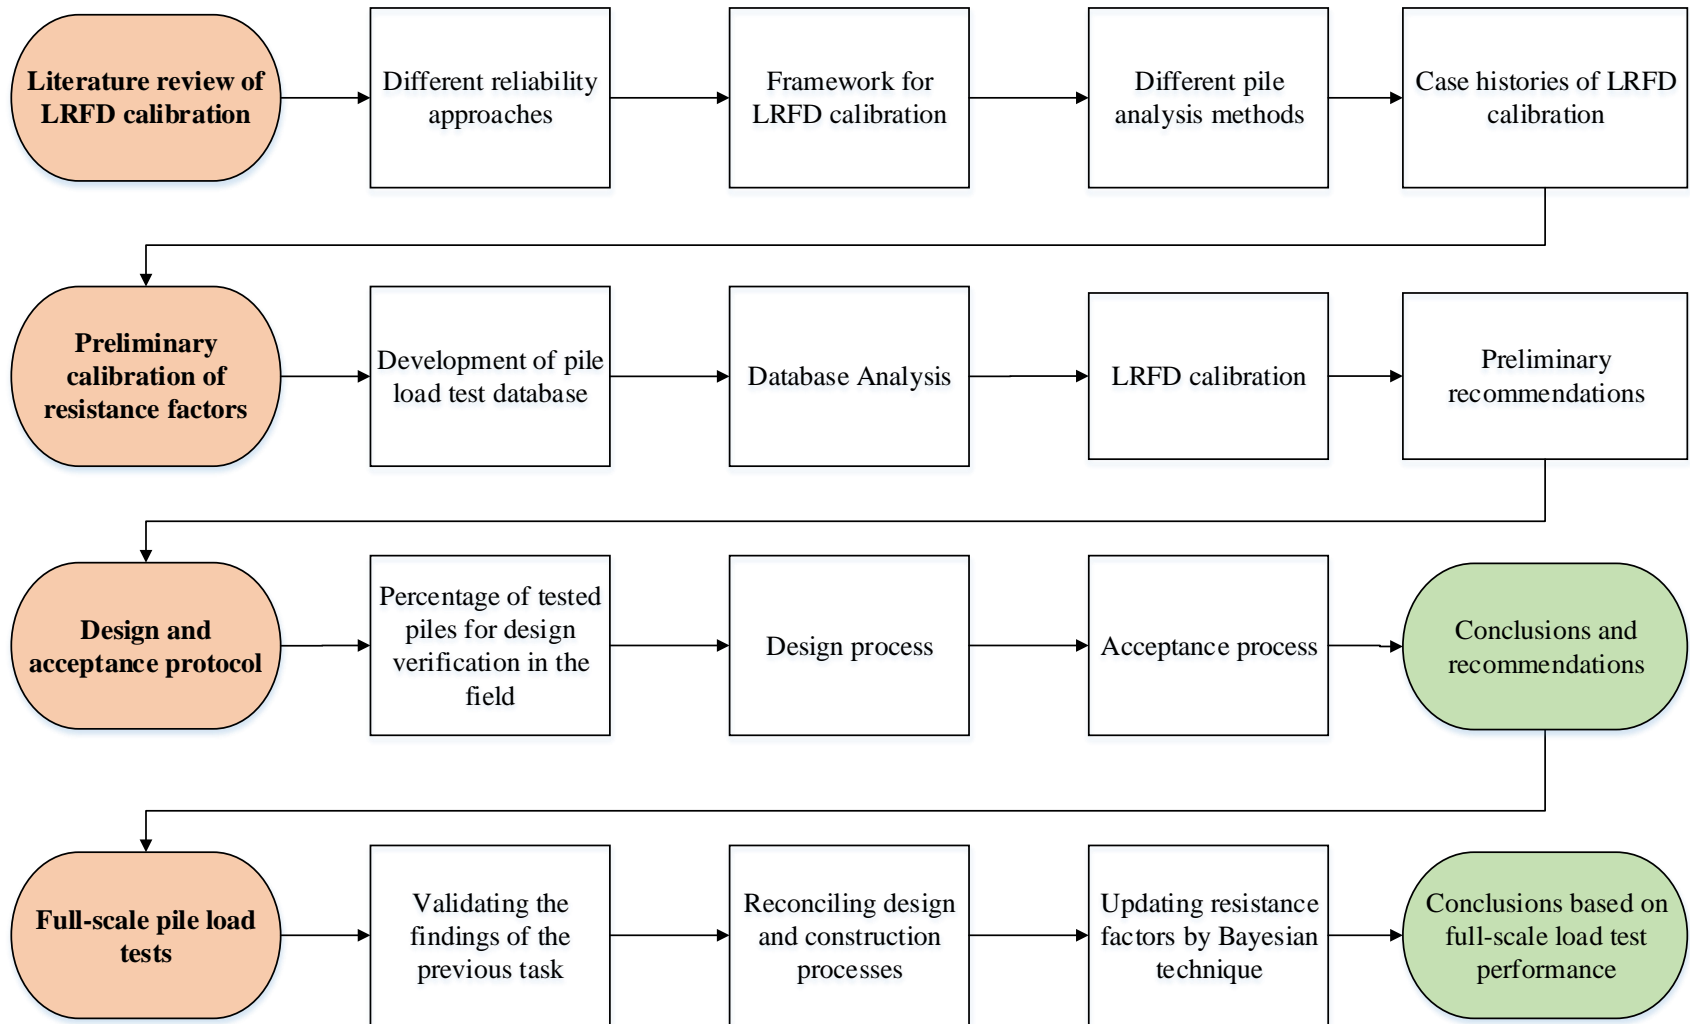 Literature review of
LRFD calibration
Different reliability
approaches
Framework for
LRFD calibration
Different pile
analysis methods
Case histories of LRFD
calibration
Preliminary
calibration of
resistance factors
Development of pile
load test database
Database Analysis
LRFD calibration
Preliminary
recommendations
Design and
acceptance protocol
Percentage of tested
piles for design
verification in the
field
Design process
Acceptance process
Conclusions and
recommendations
Full-scale pile load
tests
Validating the
findings of the
previous task
Reconciling design
and construction
processes
Updating resistance
factors by Bayesian
technique
Conclusions based on
full-scale load test
performance